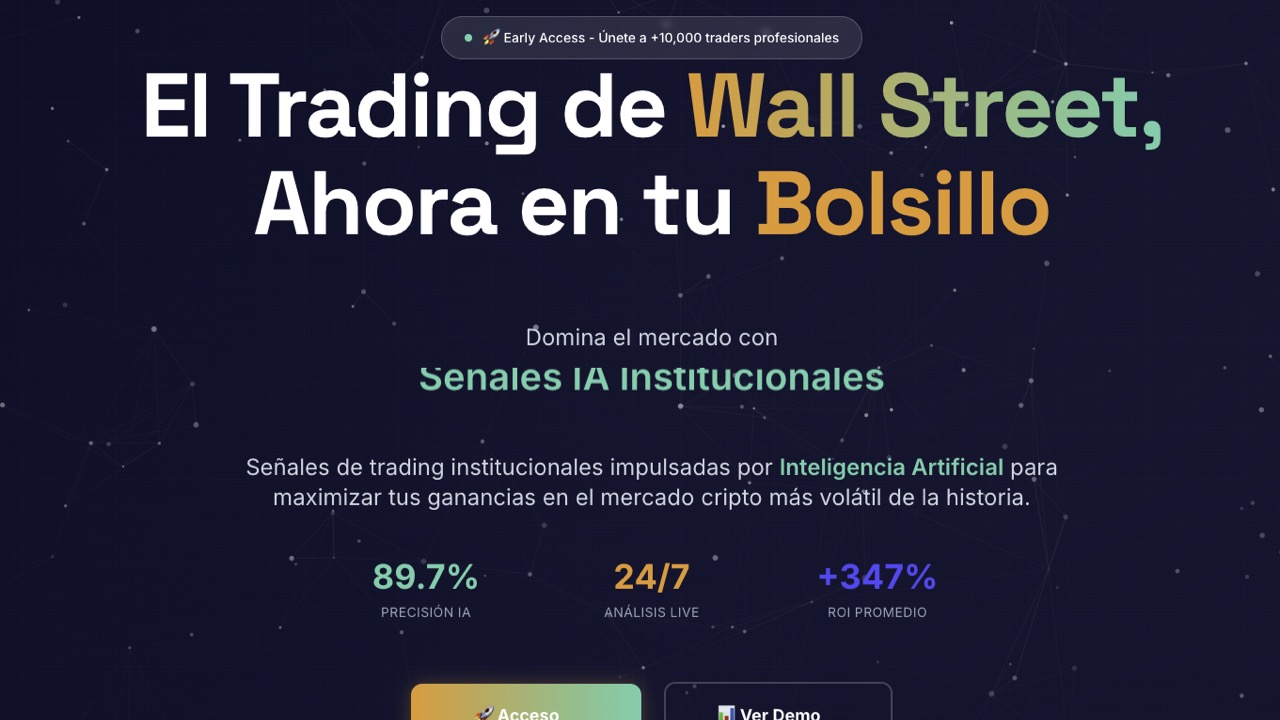 🚀 Early Access - Únete a +10,000 traders profesionales
El Trading de Wall Street,
Ahora en tu Bolsillo
Domina el mercado con
Señales IA Institucionales
Señales de trading institucionales impulsadas por Inteligencia Artificial para
maximizar tus ganancias en el mercado cripto más volátil de la historia.
89.7% 24/7 +347%
PRECISIÓN IA ANÁLISIS LIVE ROI PROMEDIO
🚀 Acceso 📊 Ver Demo